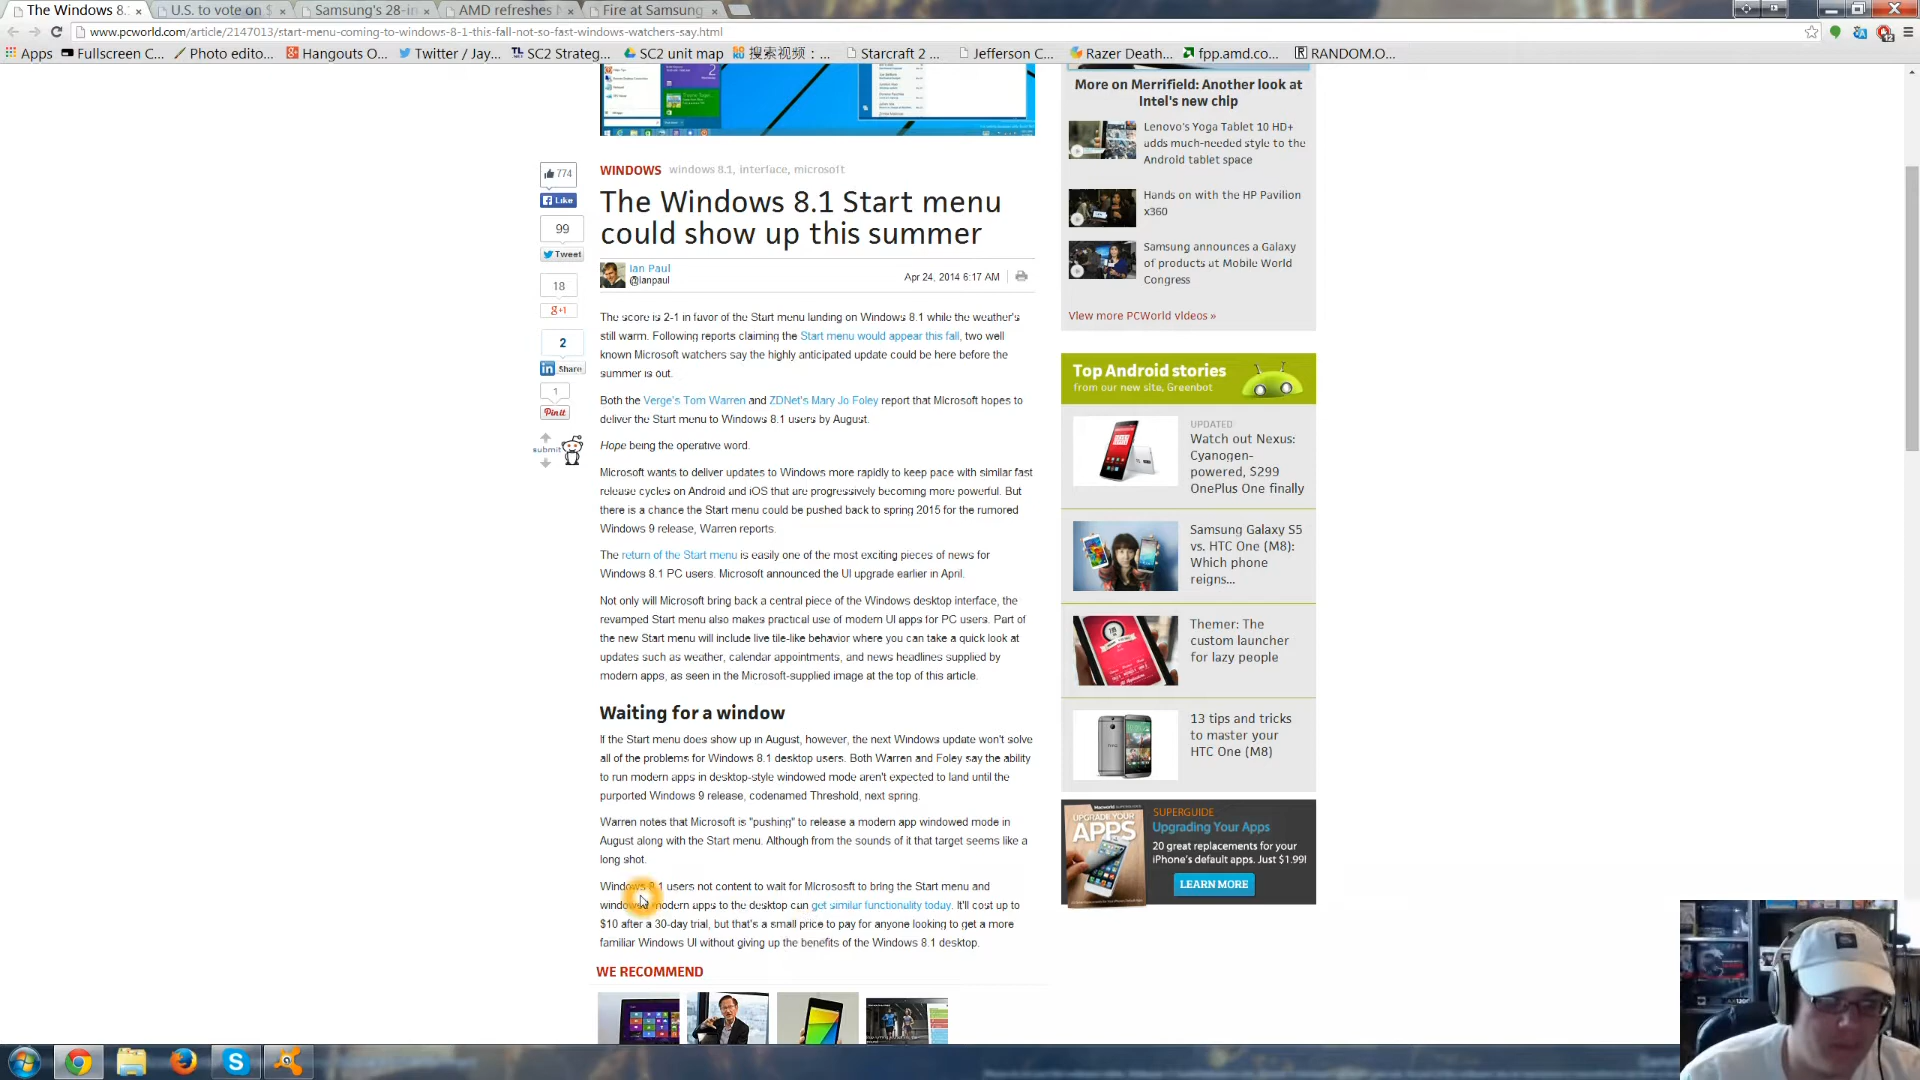 The Windows 8.
U.S. to vote on $
Samsung's 28-in
AMD refreshes
Fire at Samsung
www.pcworld.com/article/2147013/start-menu-coming-to-windows-8-1-this-fall-not-so-fast-windows-watchers-say.html
Apps Fullscreen C... Photo edito... Hangouts O... Twitter / Jay... SC2 Strateg... SC2 unit map 搜索视频：... Starcraft 2 ... Jefferson C... Razer Death... fpp.amd.co... RANDOM.O...
WINDOWS windows 8.1, interface, microsoft
The Windows 8.1 Start menu
could show up this summer
Ian Paul
@ianpaul
Apr 24, 2014 6:17 AM
774
Like
99
Tweet
18
g+1
2
in Share
1
Pin it
submit
The score is 2-1 in favor of the Start menu landing on Windows 8.1 while the weather's
still warm. Following reports claiming the Start menu would appear this fall, two well
known Microsoft watchers say the highly anticipated update could be here before the
summer is out.
Both the Verge's Tom Warren and ZDNet's Mary Jo Foley report that Microsoft hopes to
deliver the Start menu to Windows 8.1 users by August.
Hope being the operative word.
Microsoft wants to deliver updates to Windows more rapidly to keep pace with similar fast
release cycles on Android and iOS that are progressively becoming more powerful. But
there is a chance the Start menu could be pushed back to spring 2015 for the rumored
Windows 9 release, Warren reports.
The return of the Start menu is easily one of the most exciting pieces of news for
Windows 8.1 PC users. Microsoft announced the UI upgrade earlier in April.
Not only will Microsoft bring back a central piece of the Windows desktop interface, the
revamped Start menu also makes practical use of modern UI apps for PC users. Part of
the new Start menu will include live tile-like behavior where you can take a quick look at
updates such as weather, calendar appointments, and news headlines supplied by
modern apps, as seen in the Microsoft-supplied image at the top of this article.
Waiting for a window
If the Start menu does show up in August, however, the next Windows update won't solve
all of the problems for Windows 8.1 desktop users. Both Warren and Foley say the ability
to run modern apps in desktop-style windowed mode aren't expected to land until the
purported Windows 9 release, codenamed Threshold, next spring.
Warren notes that Microsoft is "pushing" to release a modern app windowed mode in
August along with the Start menu. Although from the sounds of it that target seems like a
long shot.
Windows 8.1 users not content to wait for Micrososft to bring the Start menu and
windowed modern apps to the desktop can get similar functionality today. It'll cost up to
$10 after a 30-day trial, but that's a small price to pay for anyone looking to get a more
familiar Windows UI without giving up the benefits of the Windows 8.1 desktop.
WE RECOMMEND
More on Merrifield: Another look at
Intel's new chip
Lenovo's Yoga Tablet 10 HD+
adds much-needed style to the
Android tablet space
Hands on with the HP Pavilion
x360
Samsung announces a Galaxy
of products at Mobile World
Congress
View more PCWorld videos »
Top Android stories
from our new site, Greenbot
UPDATED
Watch out Nexus:
Cyanogen-
powered, $299
OnePlus One finally
Samsung Galaxy S5
vs. HTC One (M8):
Which phone
reigns...
Themer: The
custom launcher
for lazy people
13 tips and tricks
to master your
HTC One (M8)
Macworld SUPERGUIDE
UPGRADE YOUR
APPS
SUPERGUIDE
Upgrading Your Apps
20 great replacements for your
iPhone's default apps. Just $1.99!
LEARN MORE